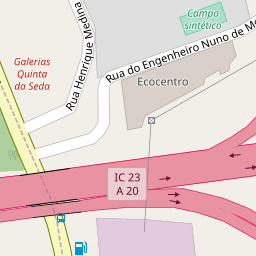 Campo
sintético
Rua do Engenheiro Nuno de M
Rua Henrique Medina
Galerias
Quinta
da Seda
Ecocentro
IC 23
A 20